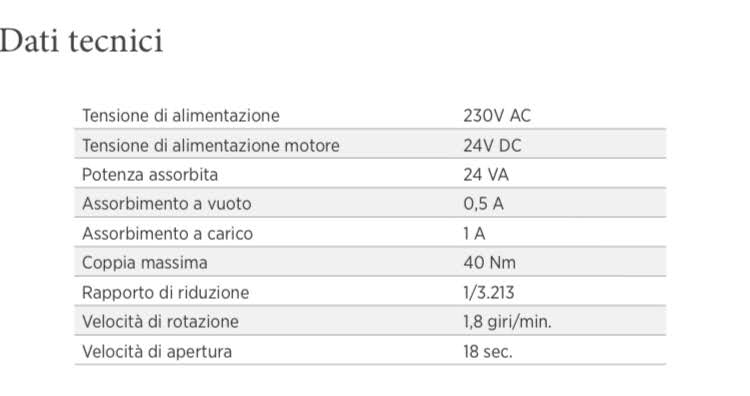 Dati tecnici
Tensione di alimentazione 230V AC
Tensione di alimentazione motore 24V DC
Potenza assorbita 24 VA
Assorbimento a vuoto 0,5 A
Assorbimento a carico 1 A
Coppia massima 40 Nm
Rapporto di riduzione 1/3.213
Velocità di rotazione 1,8 giri/min.
Velocità di apertura 18 sec.